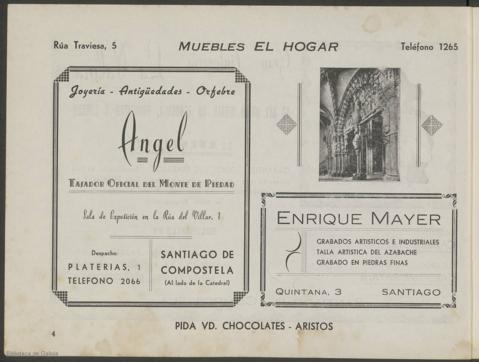 Rúa Traviesa, 5 MUEBLES EL HOGAR Teléfono 1265
Joyería - Antigüedades - Orfebre
Angel
TASADOR OFICIAL DEL MONTE DE PIEDAD
Sala de Exposición en la Rúa del Villar, 1
Despacho:
PLATERIAS, 1
TELEFONO 2066
SANTIAGO DE
COMPOSTELA
(Al lado de la Catedral)
ENRIQUE MAYER
GRABADOS ARTISTICOS E INDUSTRIALES
TALLA ARTISTICA DEL AZABACHE
GRABADO EN PIEDRAS FINAS
QUINTANA, 3 SANTIAGO
PIDA VD. CHOCOLATES - ARISTOS
4
Biblioteca de Galicia